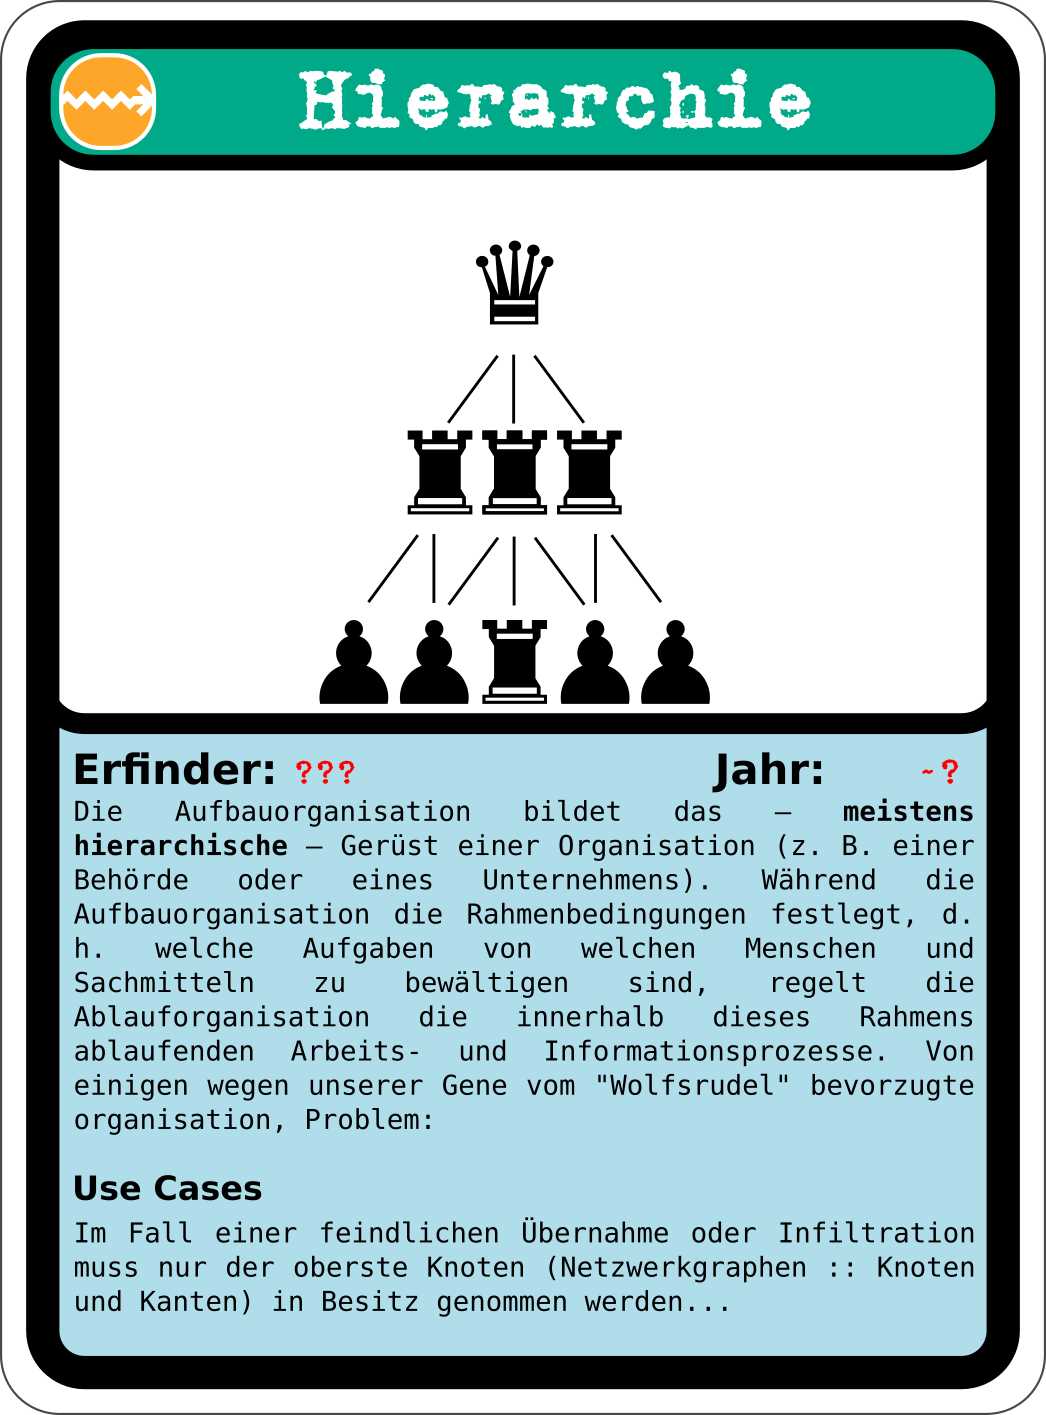 Hierarchie
Erfinder: ??? Jahr: ~?
Die Aufbauorganisation bildet das – meistens
hierarchische – Gerüst einer Organisation (z. B. einer
Behörde oder eines Unternehmens). Während die
Aufbauorganisation die Rahmenbedingungen festlegt, d.
h. welche Aufgaben von welchen Menschen und
Sachmitteln zu bewältigen sind, regelt die
Ablauforganisation die innerhalb dieses Rahmens
ablaufenden Arbeits- und Informationsprozesse. Von
einigen wegen unserer Gene vom "Wolfsrudel" bevorzugte
organisation, Problem:
Use Cases
Im Fall einer feindlichen Übernahme oder Infiltration
muss nur der oberste Knoten (Netzwerkgraphen :: Knoten
und Kanten) in Besitz genommen werden...